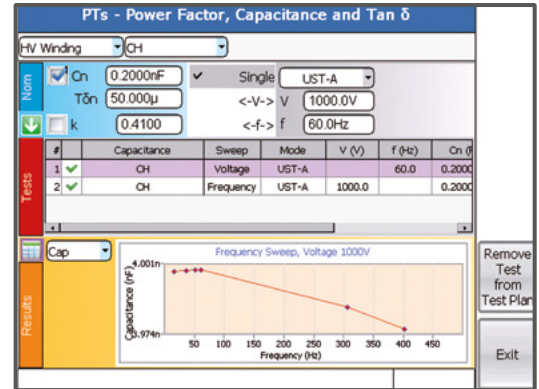 PTs - Power Factor, Capacitance and Tan δ
HV Winding CH
Nom
Cn 0.2000nF Single UST-A
Tδn 50.000µ <-V-> V 1000.0V
k 0.4100 <-f-> f 60.0Hz
Tests
# Capacitance Sweep Mode V (V) f (Hz) Cn (F
1 CH Voltage UST-A 60.0 0.2000
2 CH Frequency UST-A 1000.0 0.2000
Results
Cap
Frequency Sweep, Voltage 1000V
4.001n
Capacitance (nF)
3.974n
50 100 150 200 250 300 350 400 450
Frequency (Hz)
Remove
Test
from
Test Plan
Exit